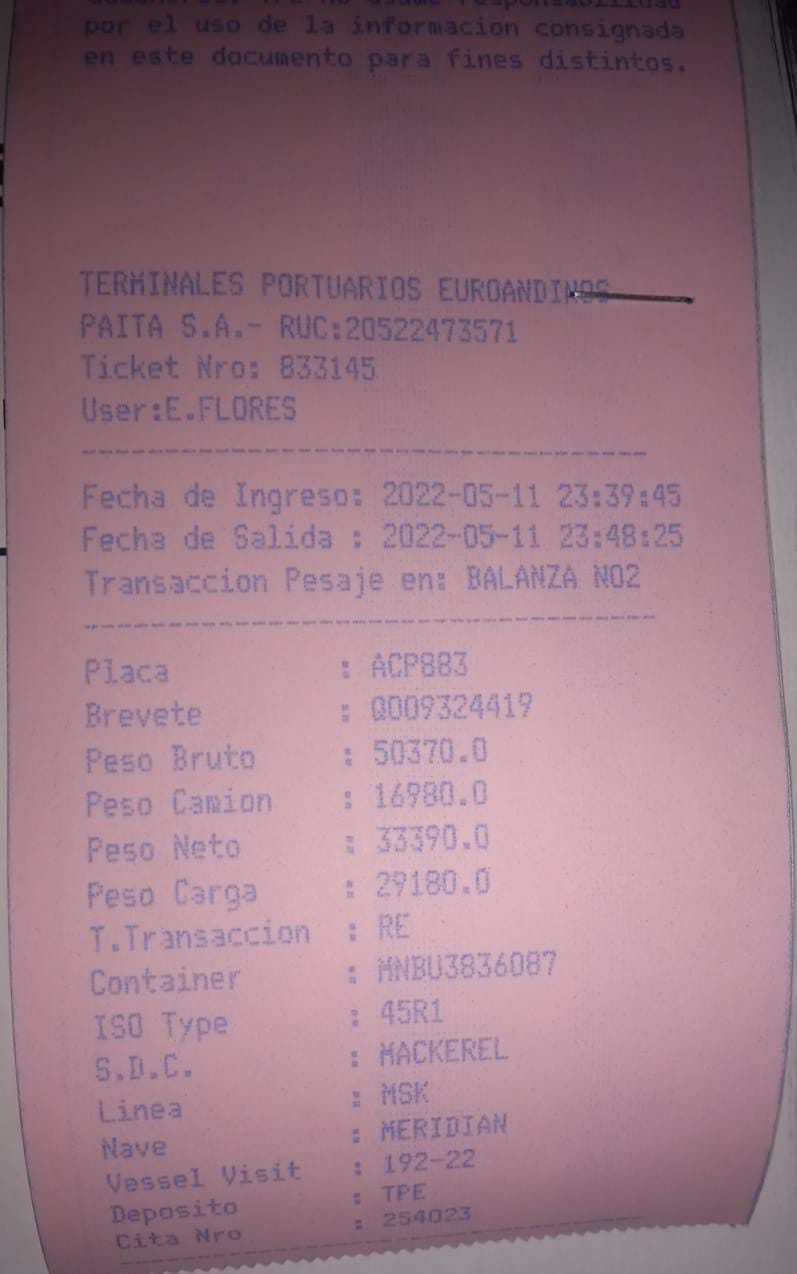 por el uso de la informacion consignada
en este documento para fines distintos.
TERMINALES PORTUARIOS EUROANDINOS
PAITA S.A.- RUC:20522473571
Ticket Nro: 833145
User:E.FLORES
Fecha de Ingreso: 2022-05-11 23:39:45
Fecha de Salida : 2022-05-11 23:48:25
Transaccion Pesaje en: BALANZA NO2
Placa : ACP883
Brevete : Q009324419
Peso Bruto : 50370.0
Peso Camion : 16980.0
Peso Neto : 33390.0
Peso Carga : 29180.0
T.Transaccion : RE
Container : MNBU3836087
ISO Type : 45R1
S.D.C. : MACKEREL
Linea : MSK
Nave : MERIDIAN
Vessel Visit : 192-22
Deposito : TPE
Cita Nro : 254023